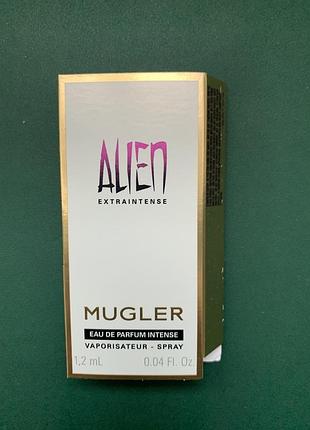 ALIEN
EXTRAINTENSE
MUGLER
EAU DE PARFUM INTENSE
VAPORISATEUR - SPRAY
1,2 mL 0.04 Fl. Oz.